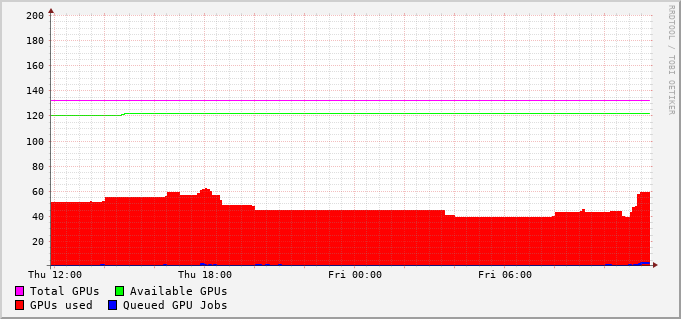 200
180
160
140
120
100
80
60
40
20
Thu 12:00 Thu 18:00 Fri 00:00 Fri 06:00
Total GPUs Available GPUs
GPUs used Queued GPU Jobs
RRDTOOL / TOBI OETIKER